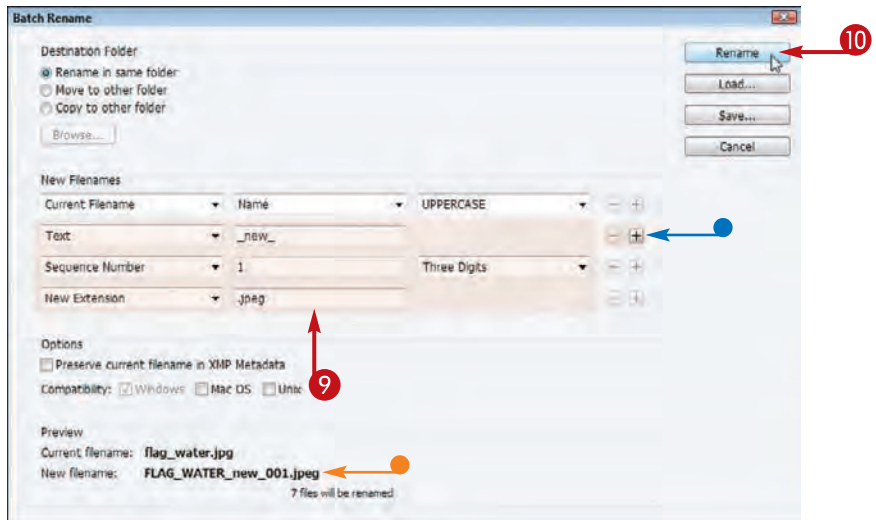 Batch Rename
Destination Folder
Rename in same folder
Move to other folder
Copy to other folder
Browse...
Rename
10
Load...
Save...
Cancel
New Filenames
Current Filename Name UPPERCASE
Text _new_
Sequence Number 1 Three Digits
New Extension .jpeg
Options
Preserve current filename in XMP Metadata
Compatibility: Windows Mac OS Unix
9
Preview
Current filename: flag_water.jpg
New filename: FLAG_WATER_new_001.jpeg
7 files will be renamed